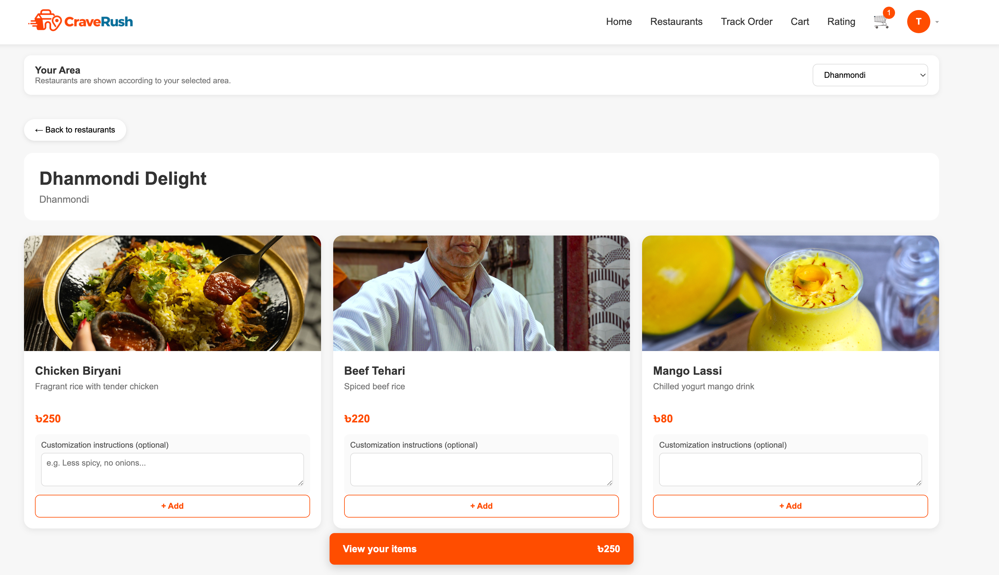 CraveRush
Home Restaurants Track Order Cart Rating 1 T
Your Area
Restaurants are shown according to your selected area.
Dhanmondi
← Back to restaurants
Dhanmondi Delight
Dhanmondi
Chicken Biryani
Fragrant rice with tender chicken
৳250
Customization instructions (optional)
e.g. Less spicy, no onions...
+ Add
Beef Tehari
Spiced beef rice
৳220
Customization instructions (optional)
+ Add
Mango Lassi
Chilled yogurt mango drink
৳80
Customization instructions (optional)
+ Add
View your items ৳250